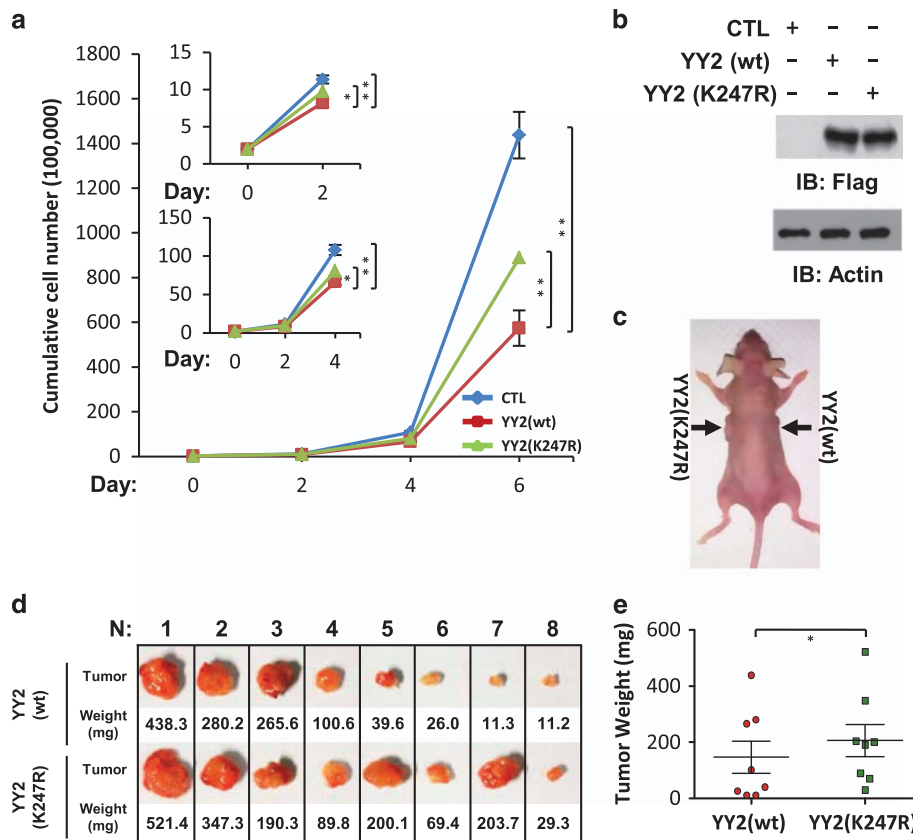 a
Cumulative cell number (100,000)
1800
1600
1400
1200
1000
800
600
400
200
0
Day: 0 2 4 6
15
10
5
0
Day: 0 2
*
**
150
100
50
0
Day: 0 2 4
*
**
**
**
CTL
YY2(wt)
YY2(K247R)
b
CTL + – –
YY2 (wt) – + –
YY2 (K247R) – – +
IB: Flag
IB: Actin
c
YY2(K247R)
YY2(wt)
d
N: 1 2 3 4 5 6 7 8
YY2
(wt)
Tumor
Weight
(mg)
438.3 280.2 265.6 100.6 39.6 26.0 11.3 11.2
YY2
(K247R)
Tumor
Weight
(mg)
521.4 347.3 190.3 89.8 200.1 69.4 203.7 29.3
e
Tumor Weight (mg)
600
400
200
0
*
YY2(wt) YY2(K247R)